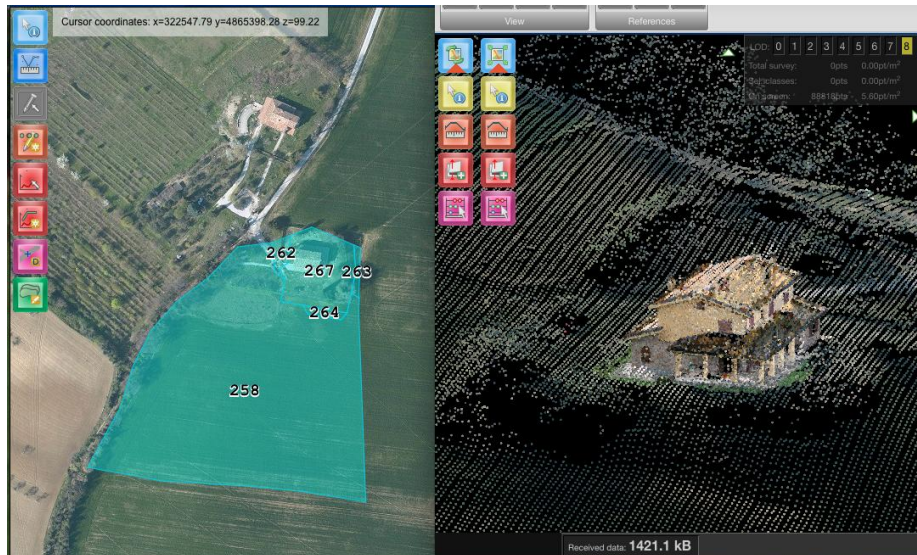 Cursor coordinates: x=322547.79 y=4865398.28 z=99.22
262
267
263
264
258
View
References
LOD: 0 1 2 3 4 5 6 7 8
Total survey: 0pts 0.00pt/m²
0pts 0.00pt/m²
5.60pt/m²
Received data: 1421.1 kB